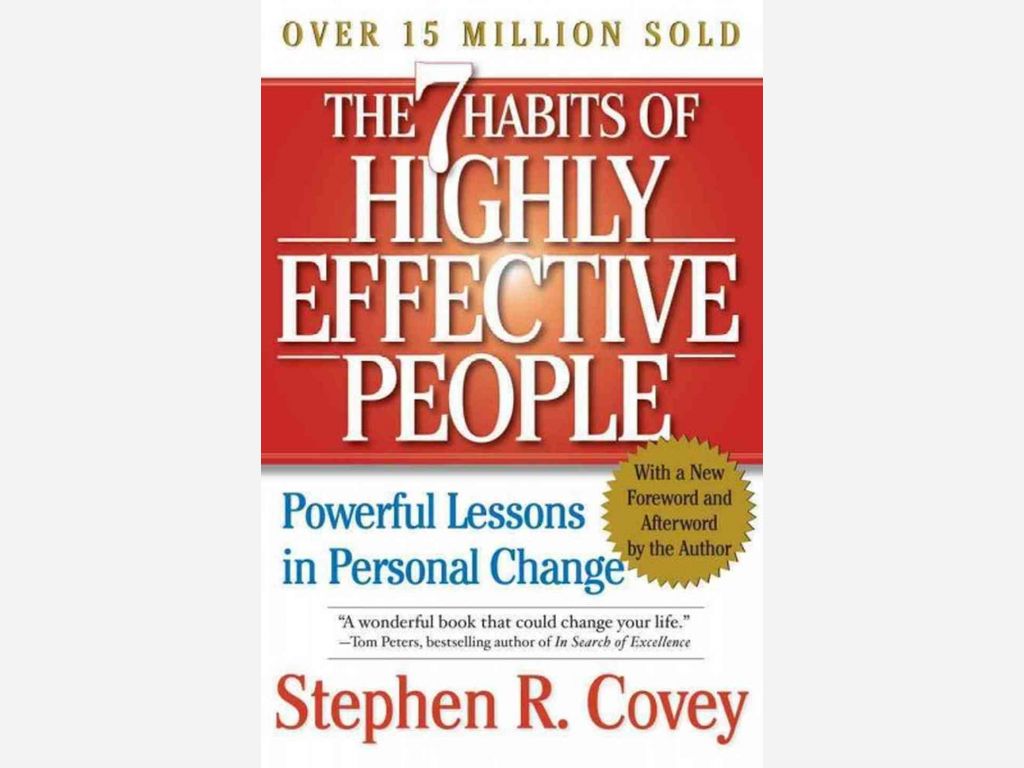 OVER 15 MILLION SOLD
THE 7 HABITS OF
HIGHLY
EFFECTIVE
PEOPLE
With a New
Foreword and
Afterword
by the Author
Powerful Lessons
in Personal Change
“A wonderful book that could change your life.”
—Tom Peters, bestselling author of In Search of Excellence
Stephen R. Covey